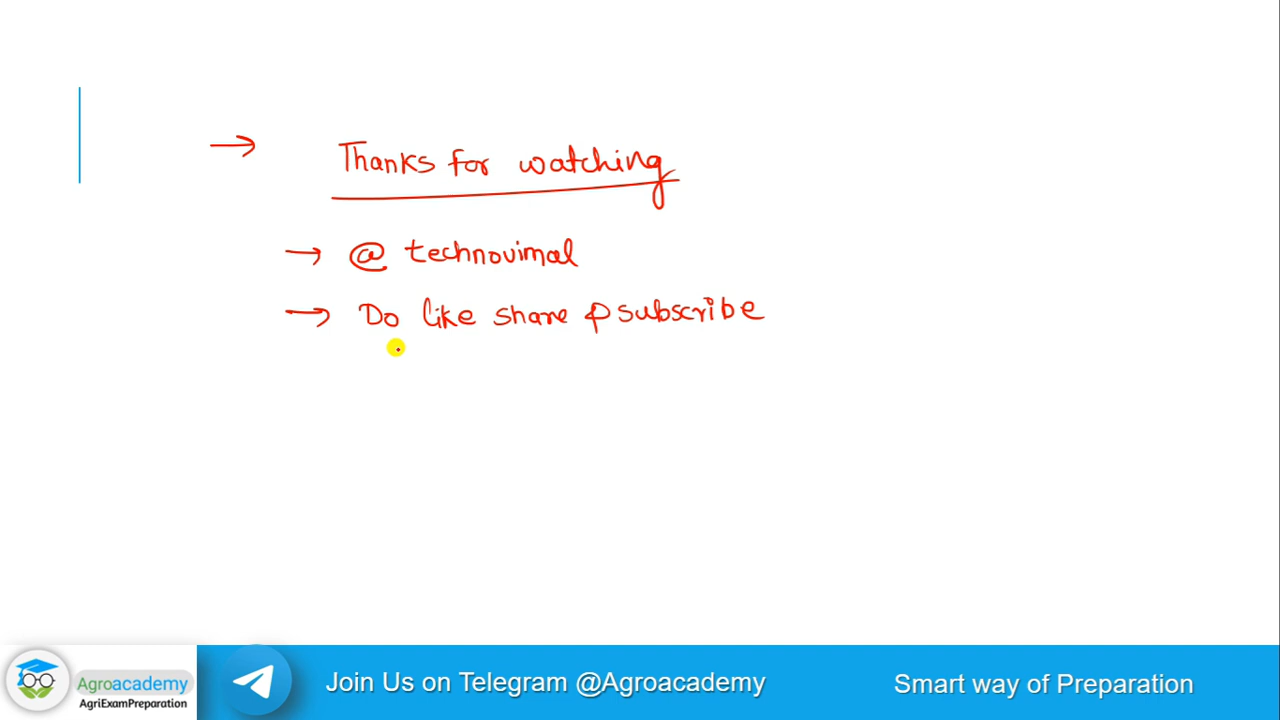 → Thanks for watching
→ @ technovimal
→ Do like share & subscribe
Agroacademy
AgriExamPreparation
Join Us on Telegram @Agroacademy
Smart way of Preparation